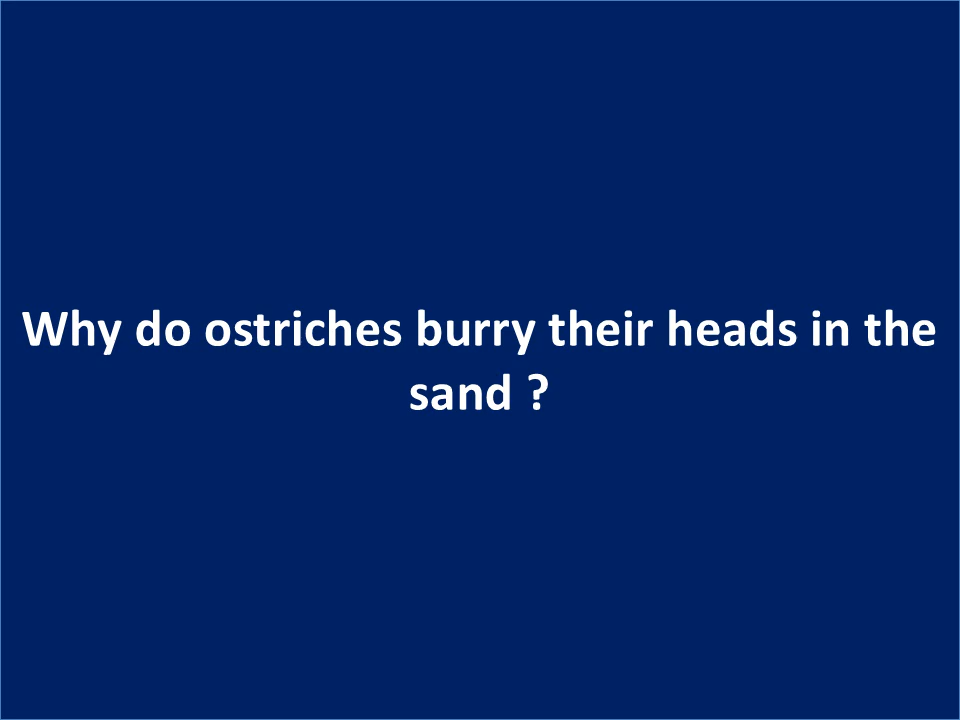 Why do ostriches burry their heads in the
sand ?